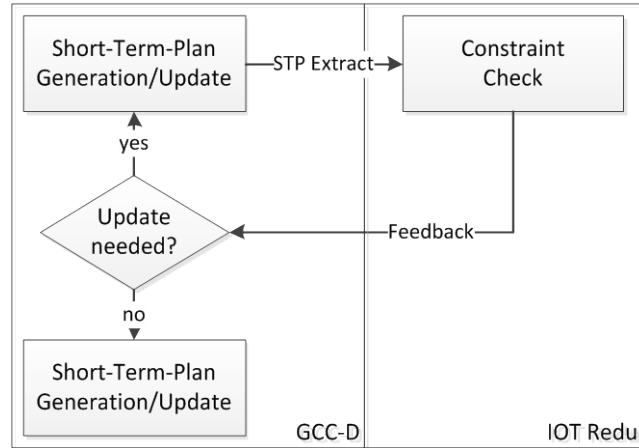 Short-Term-Plan
Generation/Update
STP Extract
Constraint
Check
yes
Update
needed?
Feedback
no
Short-Term-Plan
Generation/Update
GCC-D
IOT Redu